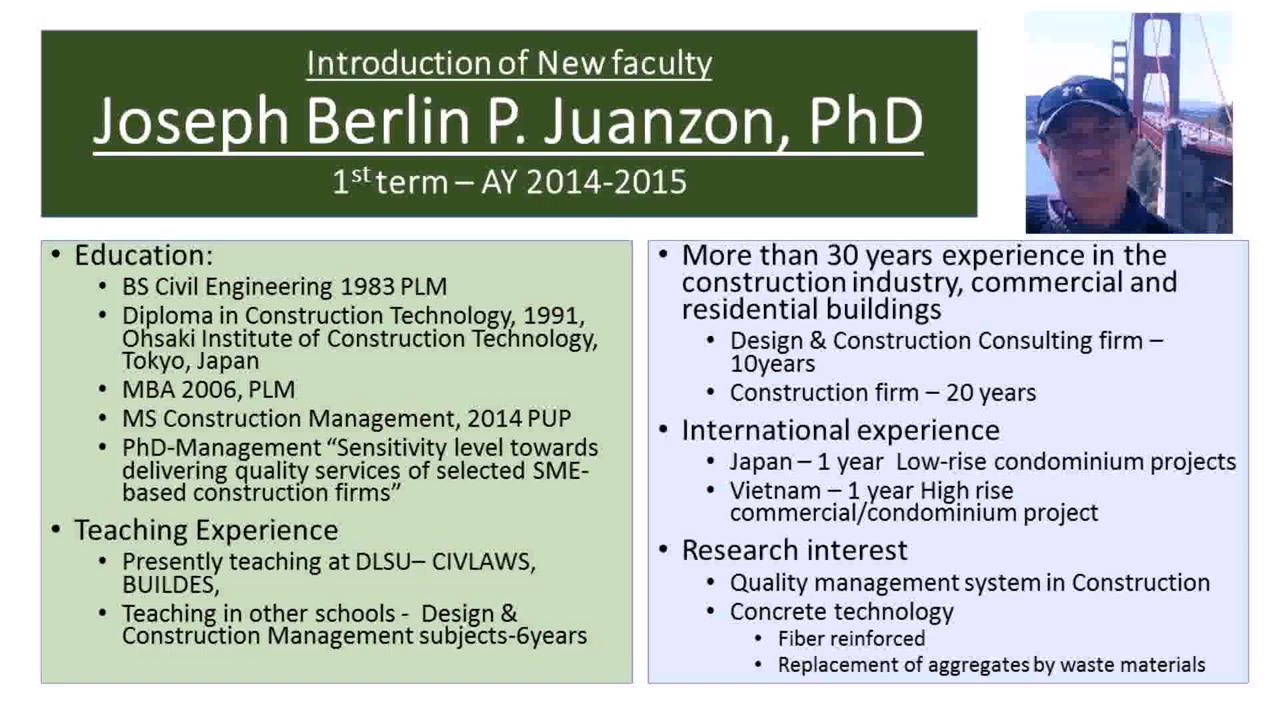 Introduction of New faculty
Joseph Berlin P. Juanzon, PhD
1st term – AY 2014-2015
• Education:
• BS Civil Engineering 1983 PLM
• Diploma in Construction Technology, 1991,
Ohsaki Institute of Construction Technology,
Tokyo, Japan
• MBA 2006, PLM
• MS Construction Management, 2014 PUP
• PhD-Management “Sensitivity level towards
delivering quality services of selected SME-
based construction firms”
• Teaching Experience
• Presently teaching at DLSU– CIVLAWS,
BUILDES,
• Teaching in other schools - Design &
Construction Management subjects-6years
• More than 30 years experience in the
construction industry, commercial and
residential buildings
• Design & Construction Consulting firm –
10years
• Construction firm – 20 years
• International experience
• Japan – 1 year Low-rise condominium projects
• Vietnam – 1 year High rise
commercial/condominium project
• Research interest
• Quality management system in Construction
• Concrete technology
• Fiber reinforced
• Replacement of aggregates by waste materials